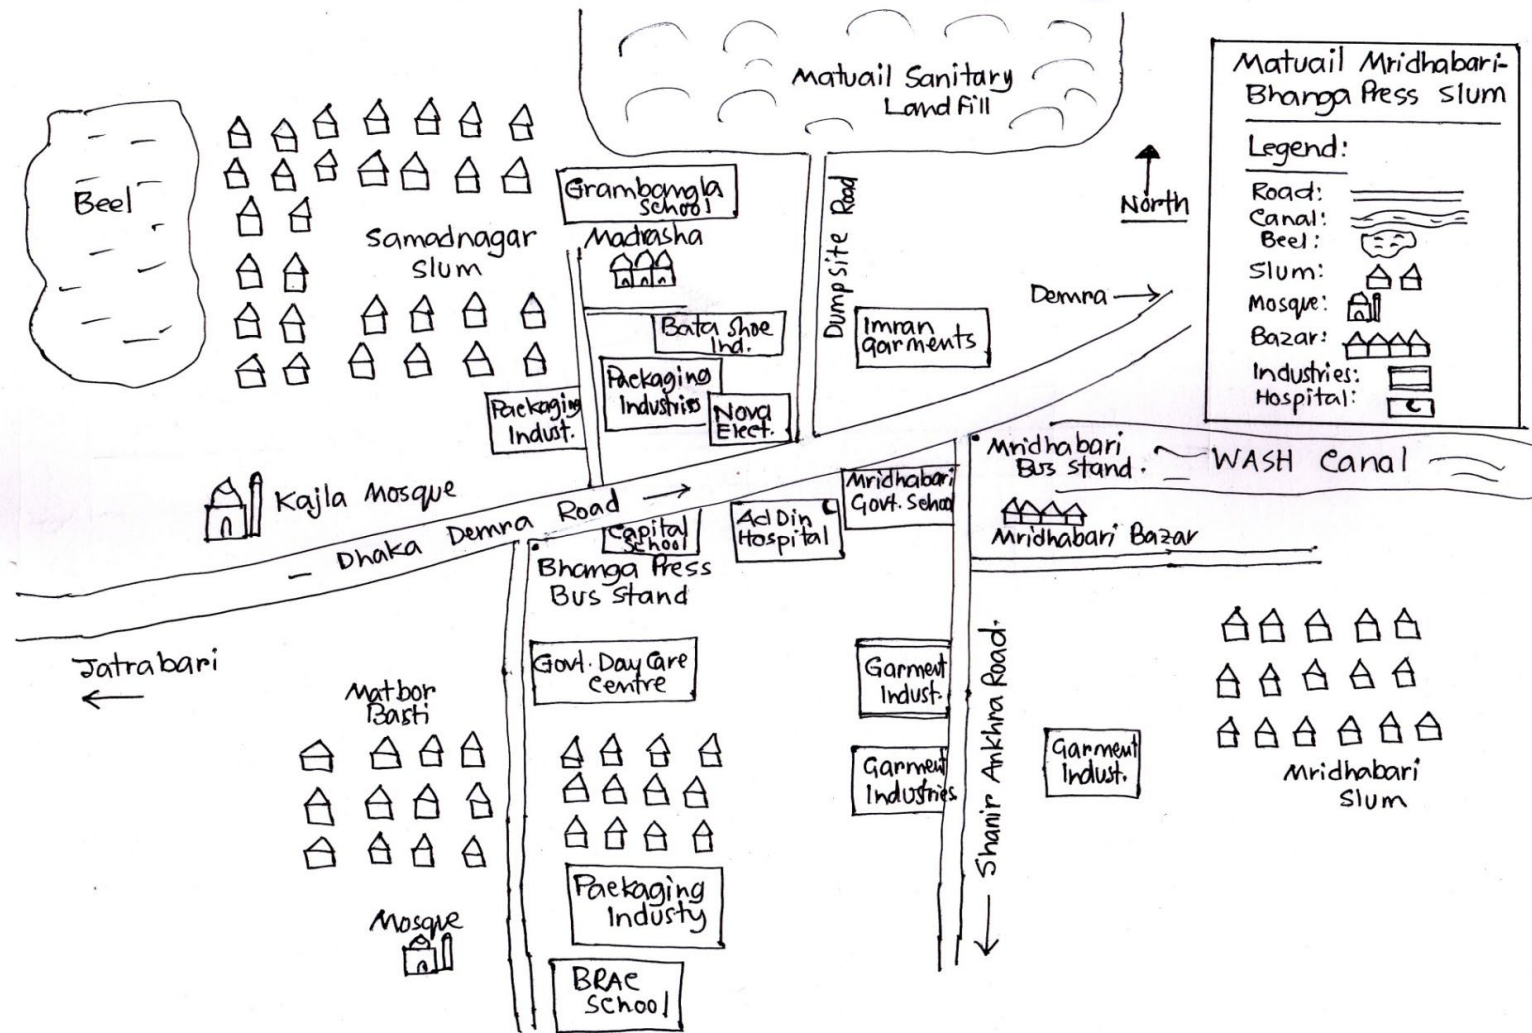 Matuail Sanitary
Land Fill
Matuail Mridhabari-
Bhanga Press Slum
Legend:
Road:
Canal:
Beel:
Slum:
Mosque:
Bazar:
Industries:
Hospital:
North
Beel
Samadnagar
Slum
Grambangla
School
Madrasha
Dumpsite Road
Demra
Bata Shoe
Ind.
Imran
Garments
Packaging
Industries
Packaging
Indust.
Nova
Elect.
Kajla Mosque
Dhaka Demra Road
Capital
School
Ad Din
Hospital
Mridhabari
Govt. School
Mridhabari
Bus Stand.
WASH Canal
Mridhabari Bazar
Bhanga Press
Bus Stand
Jatrabari
Govt. Day Care
Centre
Matbor
Basti
Garment
Indust.
Garment
Industries
Shanir Ankhra Road.
Garment
Indust.
Mridhabari
Slum
Packaging
Industy
Mosque
BRAC
School